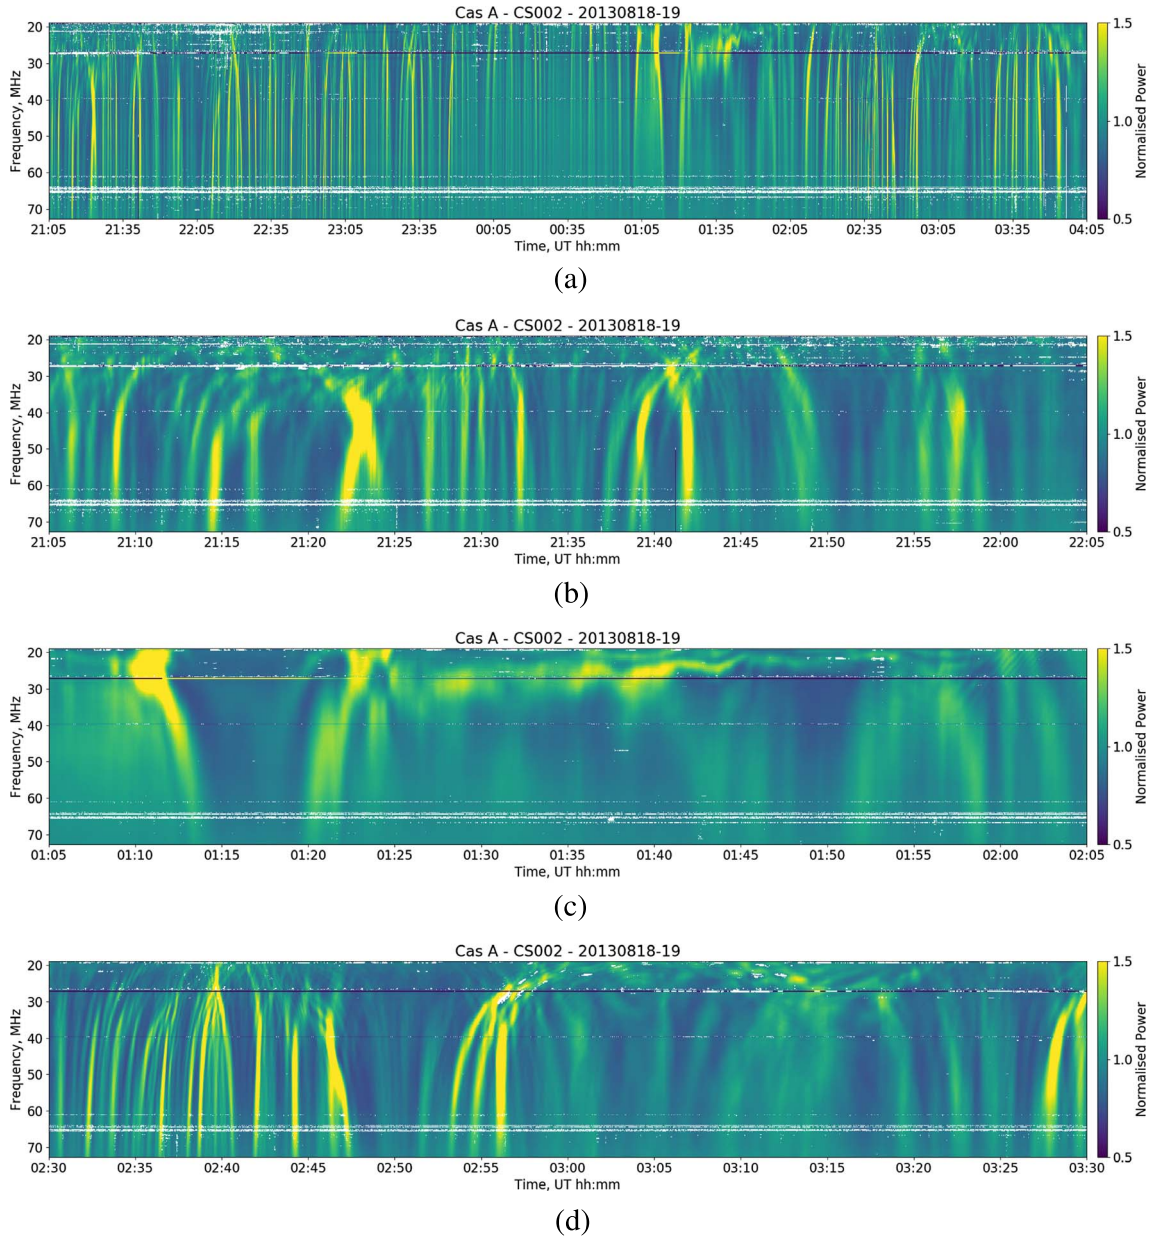 Cas A - CS002 - 20130818-19
20
30
40
50
60
70
Frequency, MHz
21:05 21:35 22:05 22:35 23:05 23:35 00:05 00:35 01:05 01:35 02:05 02:35 03:05 03:35 04:05
Time, UT hh:mm
1.5
1.0
0.5
Normalised Power
(a)
Cas A - CS002 - 20130818-19
20
30
40
50
60
70
Frequency, MHz
21:05 21:10 21:15 21:20 21:25 21:30 21:35 21:40 21:45 21:50 21:55 22:00 22:05
Time, UT hh:mm
1.5
1.0
0.5
Normalised Power
(b)
Cas A - CS002 - 20130818-19
20
30
40
50
60
70
Frequency, MHz
01:05 01:10 01:15 01:20 01:25 01:30 01:35 01:40 01:45 01:50 01:55 02:00 02:05
Time, UT hh:mm
1.5
1.0
0.5
Normalised Power
(c)
Cas A - CS002 - 20130818-19
20
30
40
50
60
70
Frequency, MHz
02:30 02:35 02:40 02:45 02:50 02:55 03:00 03:05 03:10 03:15 03:20 03:25 03:30
Time, UT hh:mm
1.5
1.0
0.5
Normalised Power
(d)